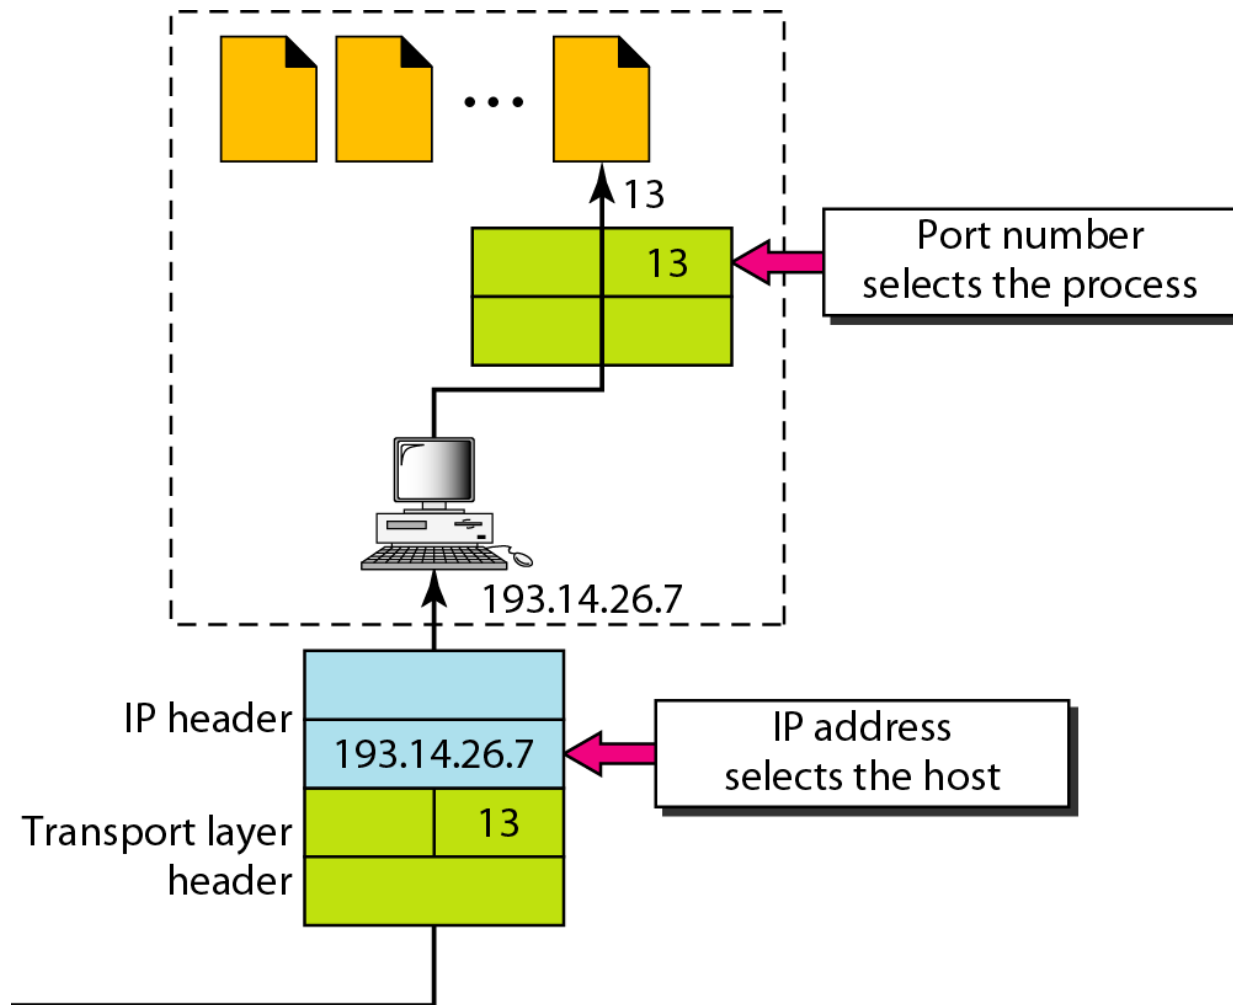 13
13
Port number
selects the process
193.14.26.7
IP header
193.14.26.7
IP address
selects the host
Transport layer
header
13